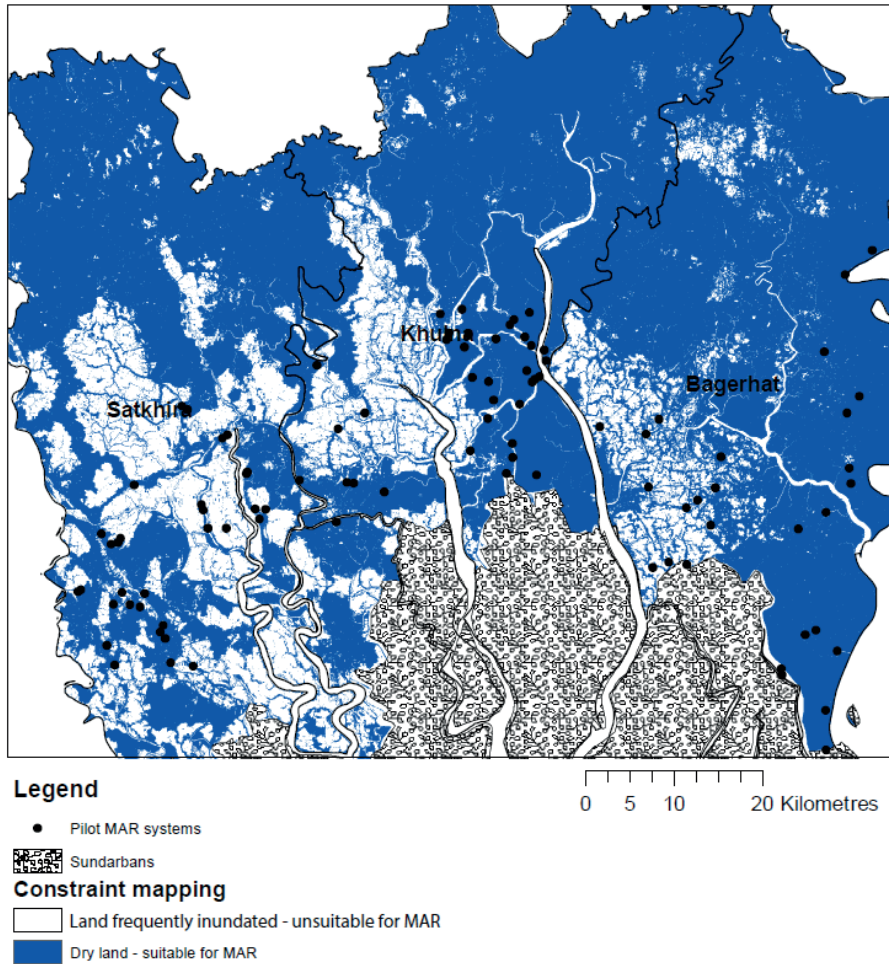 Khulna
Bagerhat
Satkhira
Legend
0 5 10 20 Kilometres
Pilot MAR systems
Sundarbans
Constraint mapping
Land frequently inundated - unsuitable for MAR
Dry land - suitable for MAR